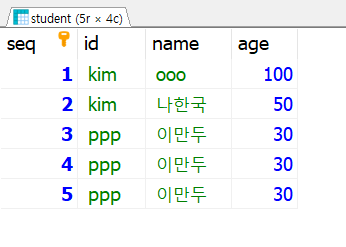 student (5r × 4c)
seq id name age
1 kim ooo 100
2 kim 나한국 50
3 ppp 이만두 30
4 ppp 이만두 30
5 ppp 이만두 30